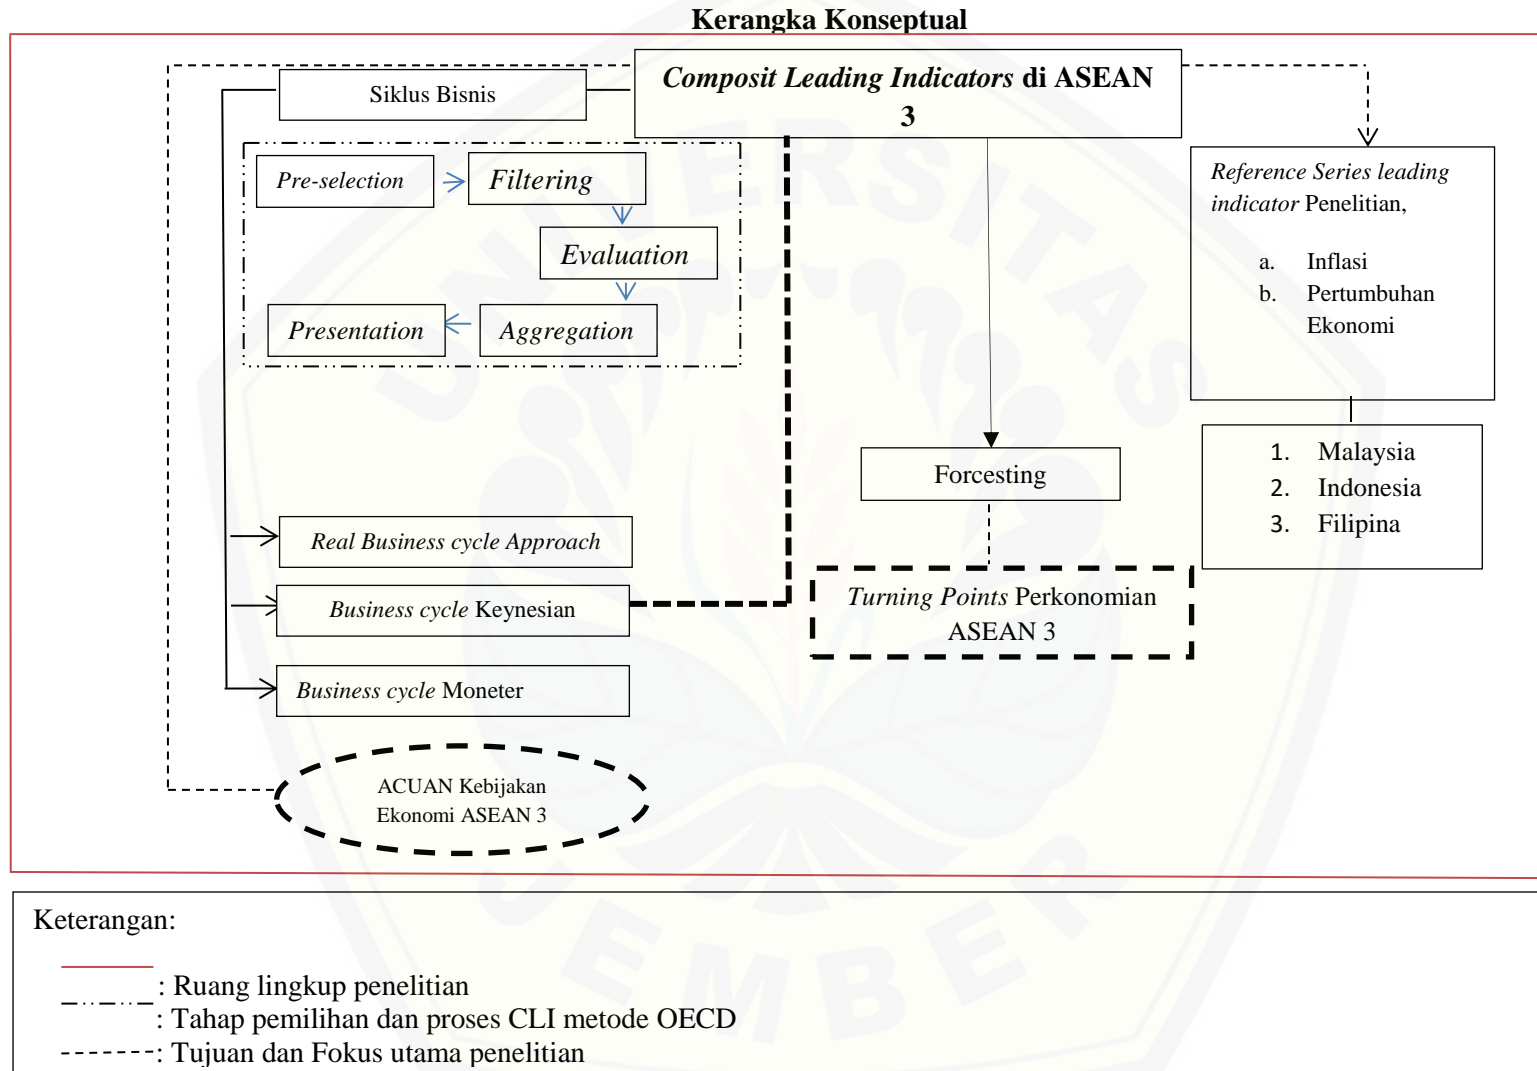 Kerangka Konseptual
Composit Leading Indicators di ASEAN
3
Siklus Bisnis
Pre-selection
Filtering
Evaluation
Presentation
Aggregation
Reference Series leading
indicator Penelitian,
a. Inflasi
b. Pertumbuhan
Ekonomi
1. Malaysia
2. Indonesia
3. Filipina
Forcesting
Real Business cycle Approach
Business cycle Keynesian
Turning Points Perkonomian
ASEAN 3
Business cycle Moneter
ACUAN Kebijakan
Ekonomi ASEAN 3
Keterangan:
: Ruang lingkup penelitian
: Tahap pemilihan dan proses CLI metode OECD
: Tujuan dan Fokus utama penelitian
UNIVERSITAS
JEMBER